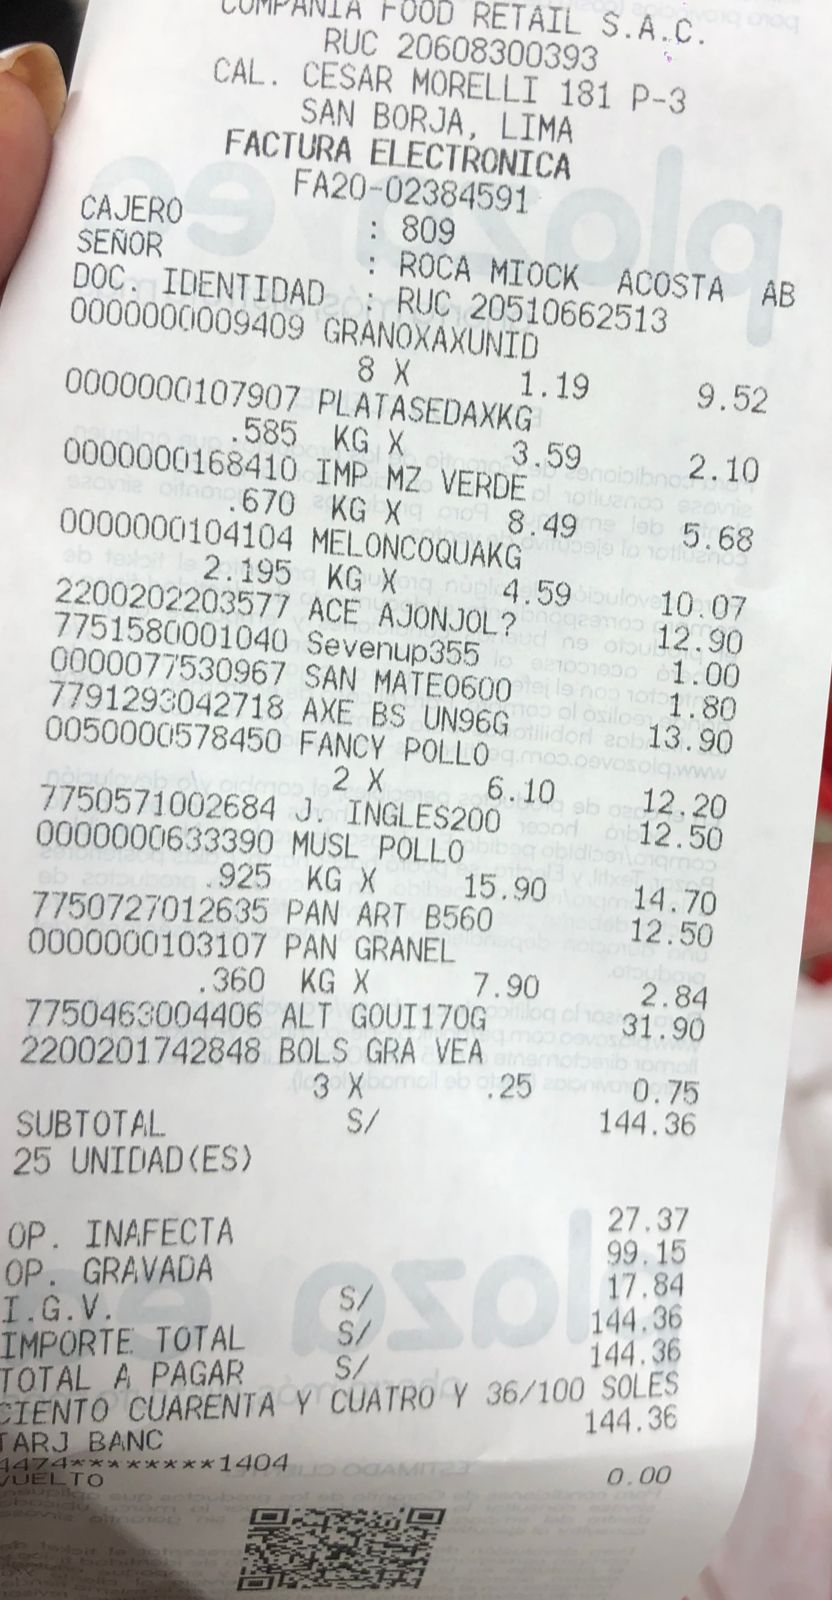 COMPAÑIA FOOD RETAIL S.A.C.
RUC 20608300393
CAL. CESAR MORELLI 181 P-3
SAN BORJA, LIMA
FACTURA ELECTRONICA
FA20-02384591
CAJERO : 809
SEÑOR : ROCA MIOCK ACOSTA AB
DOC. IDENTIDAD : RUC 20510662513
0000000009409 GRANOXAXUNID
8 X 1.19 9.52
0000000107907 PLATASEDAXKG
.585 KG X 3.59 2.10
0000000168410 IMP MZ VERDE
.670 KG X 8.49 5.68
0000000104104 MELONCOQUAKG
2.195 KG X 4.59 10.07
2200202203577 ACE AJONJOL? 12.90
7751580001040 Sevenup355 1.00
0000077530967 SAN MATE0600 1.80
7791293042718 AXE BS UN96G 13.90
0050000578450 FANCY POLLO
2 X 6.10 12.20
7750571002684 J. INGLES200 12.50
0000000633390 MUSL POLLO
.925 KG X 15.90 14.70
7750727012635 PAN ART B560 12.50
0000000103107 PAN GRANEL
.360 KG X 7.90 2.84
7750463004406 ALT GOUI170G 31.90
2200201742848 BOLS GRA VEA
3 X .25 0.75
SUBTOTAL S/ 144.36
25 UNIDAD(ES)
OP. INAFECTA 27.37
OP. GRAVADA 99.15
I.G.V. S/ 17.84
IMPORTE TOTAL S/ 144.36
TOTAL A PAGAR S/ 144.36
CIENTO CUARENTA Y CUATRO Y 36/100 SOLES
TARJ BANC 144.36
4474********1404
VUELTO 0.00